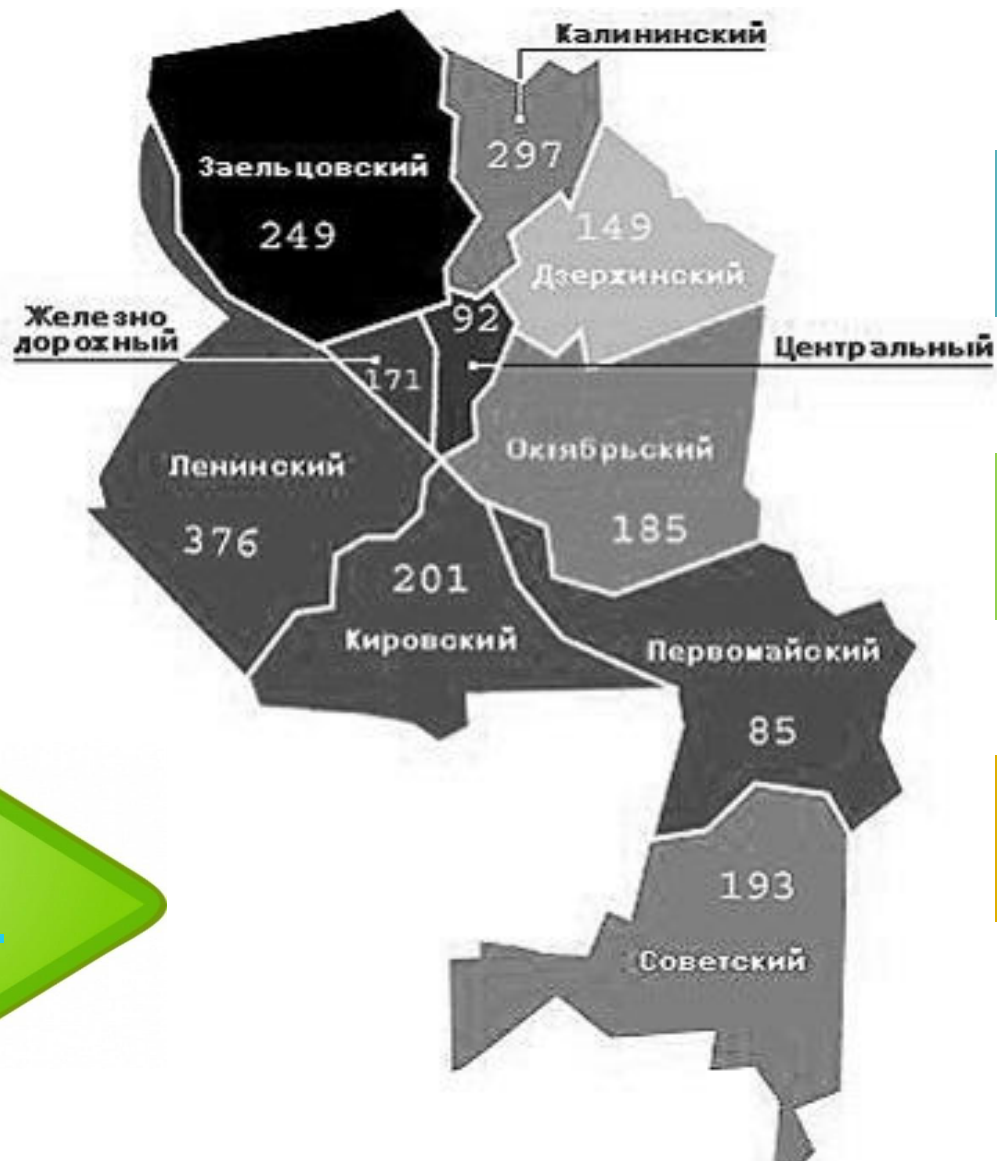 Калининский
297
Заельцовский
249
149
Дзержинский
Железно
дорожный
92
171
Центральный
Ленинский
376
Октябрьский
185
201
Кировский
Первомайский
85
193
Советский